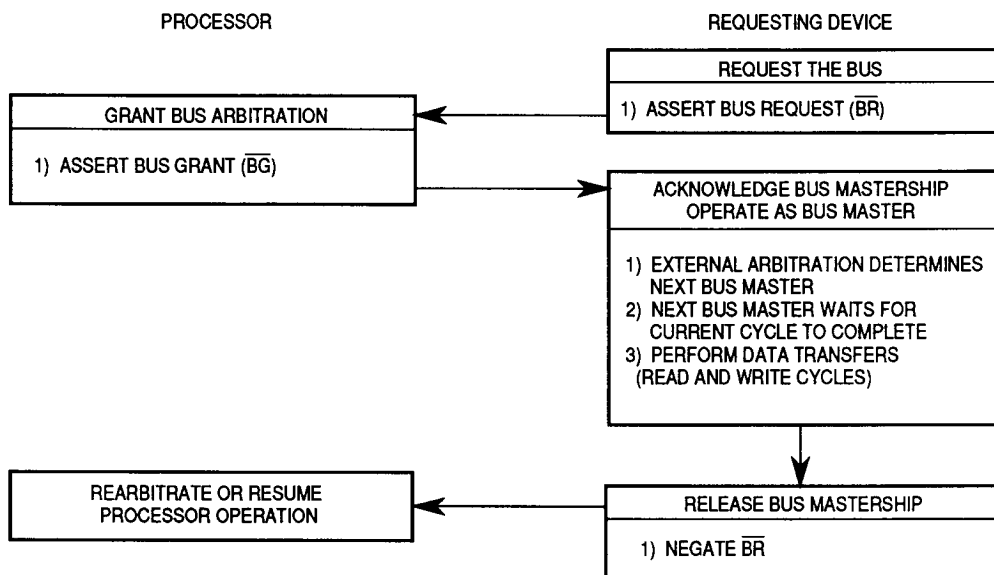 PROCESSOR
REQUESTING DEVICE
REQUEST THE BUS
1) ASSERT BUS REQUEST (B̅R̅)
GRANT BUS ARBITRATION
1) ASSERT BUS GRANT (B̅G̅)
ACKNOWLEDGE BUS MASTERSHIP
OPERATE AS BUS MASTER
1) EXTERNAL ARBITRATION DETERMINES
NEXT BUS MASTER
2) NEXT BUS MASTER WAITS FOR
CURRENT CYCLE TO COMPLETE
3) PERFORM DATA TRANSFERS
(READ AND WRITE CYCLES)
REARBITRATE OR RESUME
PROCESSOR OPERATION
RELEASE BUS MASTERSHIP
1) NEGATE B̅R̅